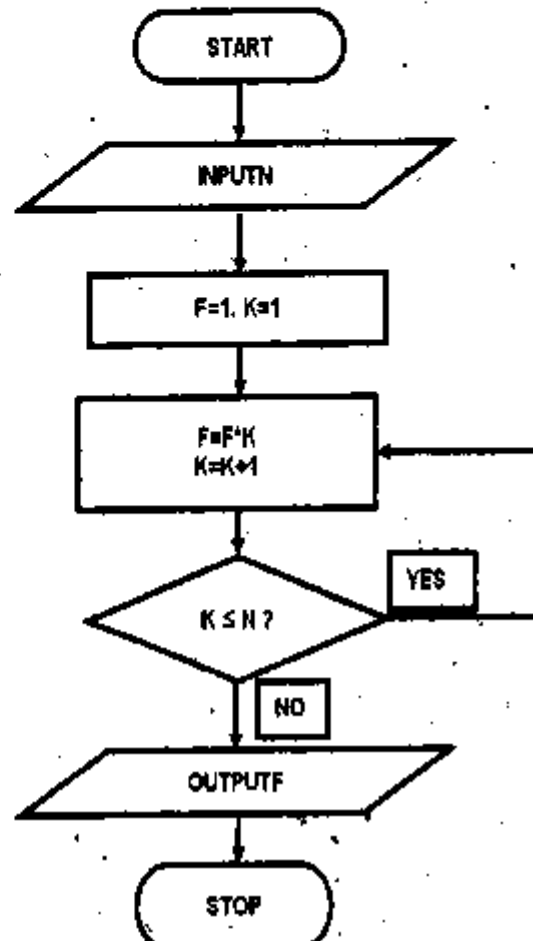 START
INPUTN
F=1, K=1
F=F*K
K=K+1
K ≤ N ?
YES
NO
OUTPUTF
STOP